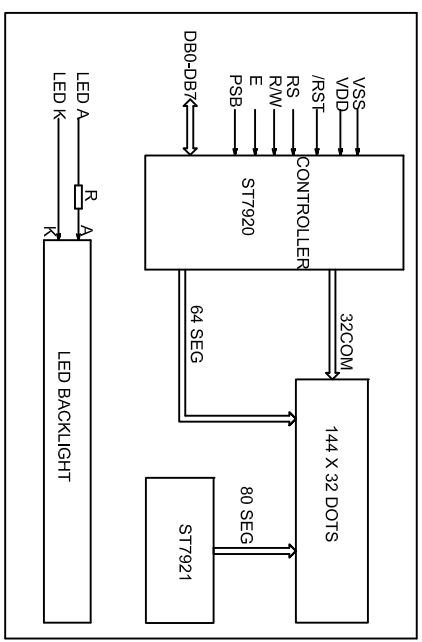 VSS
VDD
/RST
RS
R/W
E
PSB
DB0-DB7
CONTROLLER
ST7920
32COM
64 SEG
144 X 32 DOTS
80 SEG
ST7921
LED A
LED K
R
A
K
LED BACKLIGHT